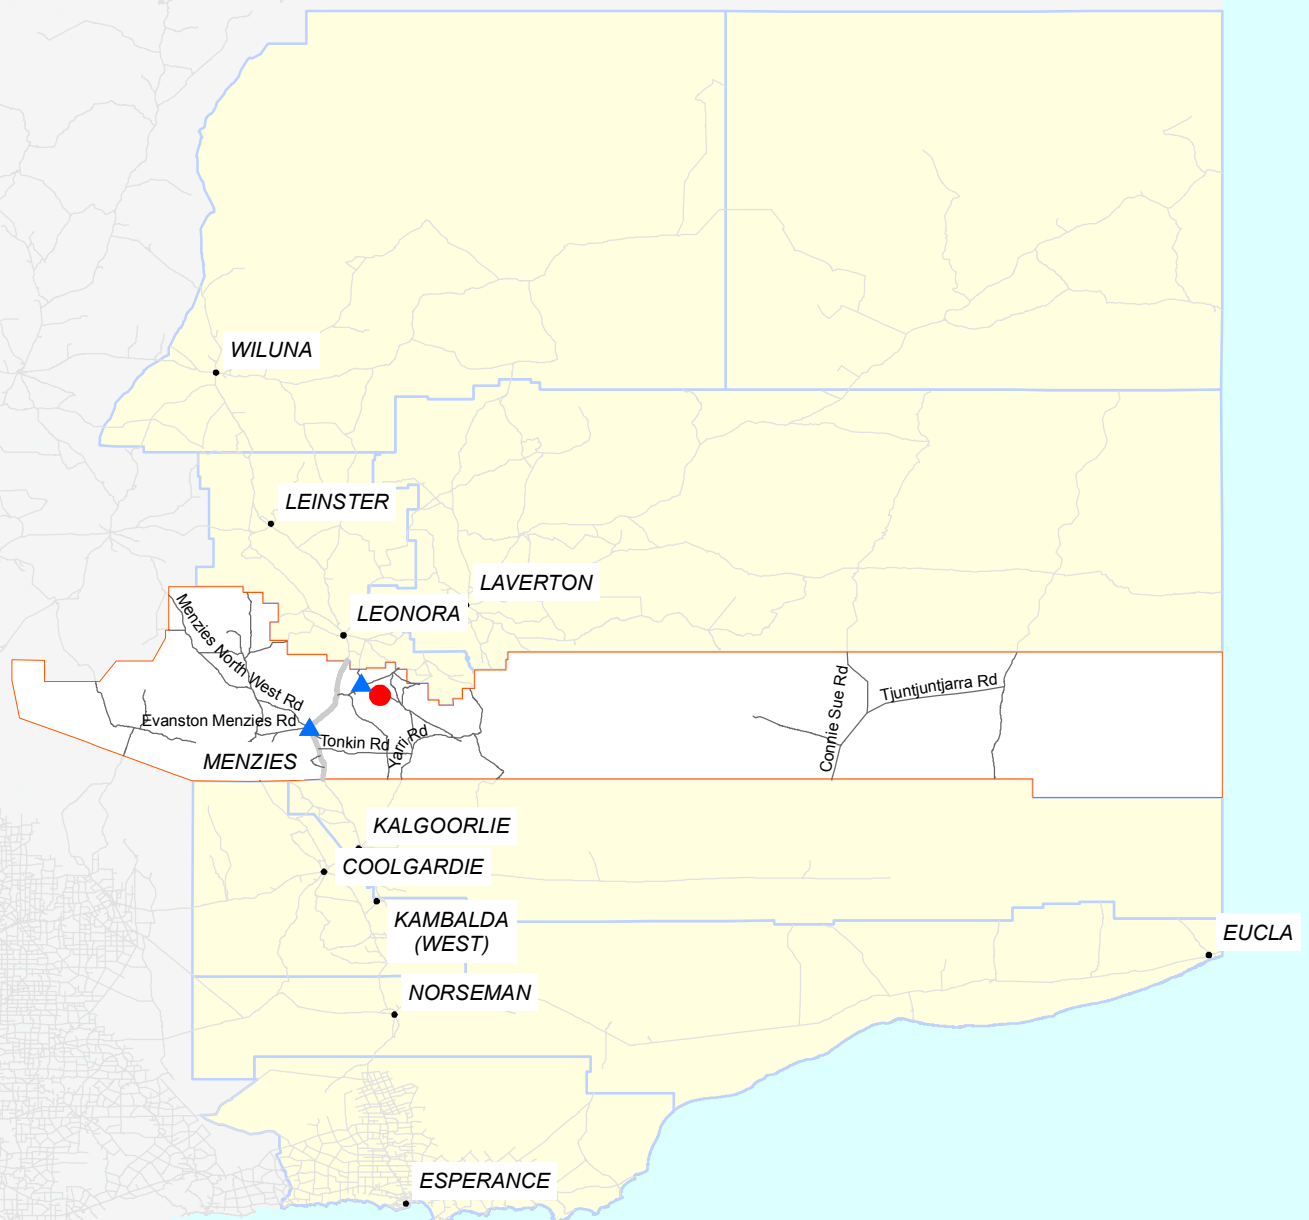 WILUNA
LEINSTER
LAVERTON
LEONORA
Menzies North West Rd
Connie Sue Rd
Tjuntjuntjarra Rd
Evanston Menzies Rd
Tonkin Rd
Yarri Rd
MENZIES
KALGOORLIE
COOLGARDIE
KAMBALDA
(WEST)
EUCLA
NORSEMAN
ESPERANCE